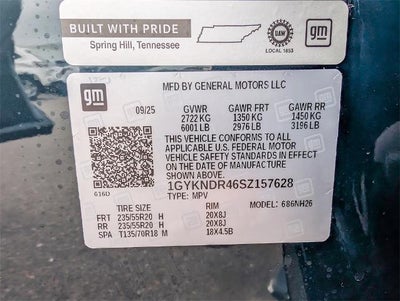 BUILT WITH PRIDE
Spring Hill, Tennessee
UAW
LOCAL 1853
gm
gm
MFD BY GENERAL MOTORS LLC
09/25 GVWR GAWR FRT GAWR RR
2722 KG 1350 KG 1450 KG
6001 LB 2976 LB 3196 LB
THIS VEHICLE CONFORMS TO ALL
APPLICABLE U.S. FEDERAL MOTOR
VEHICLE SAFETY STANDARDS IN EFFECT
ON THE DATE OF MANUFACTURE
SHOWN ABOVE.
1GYKNDR46SZ157628
616D TYPE: MPV MODEL: 686NH26
TIRE SIZE RIM
FRT 235/55R20 H 20X8J
RR 235/55R20 H 20X8J
SPA T135/70R18 M 18X4.5B